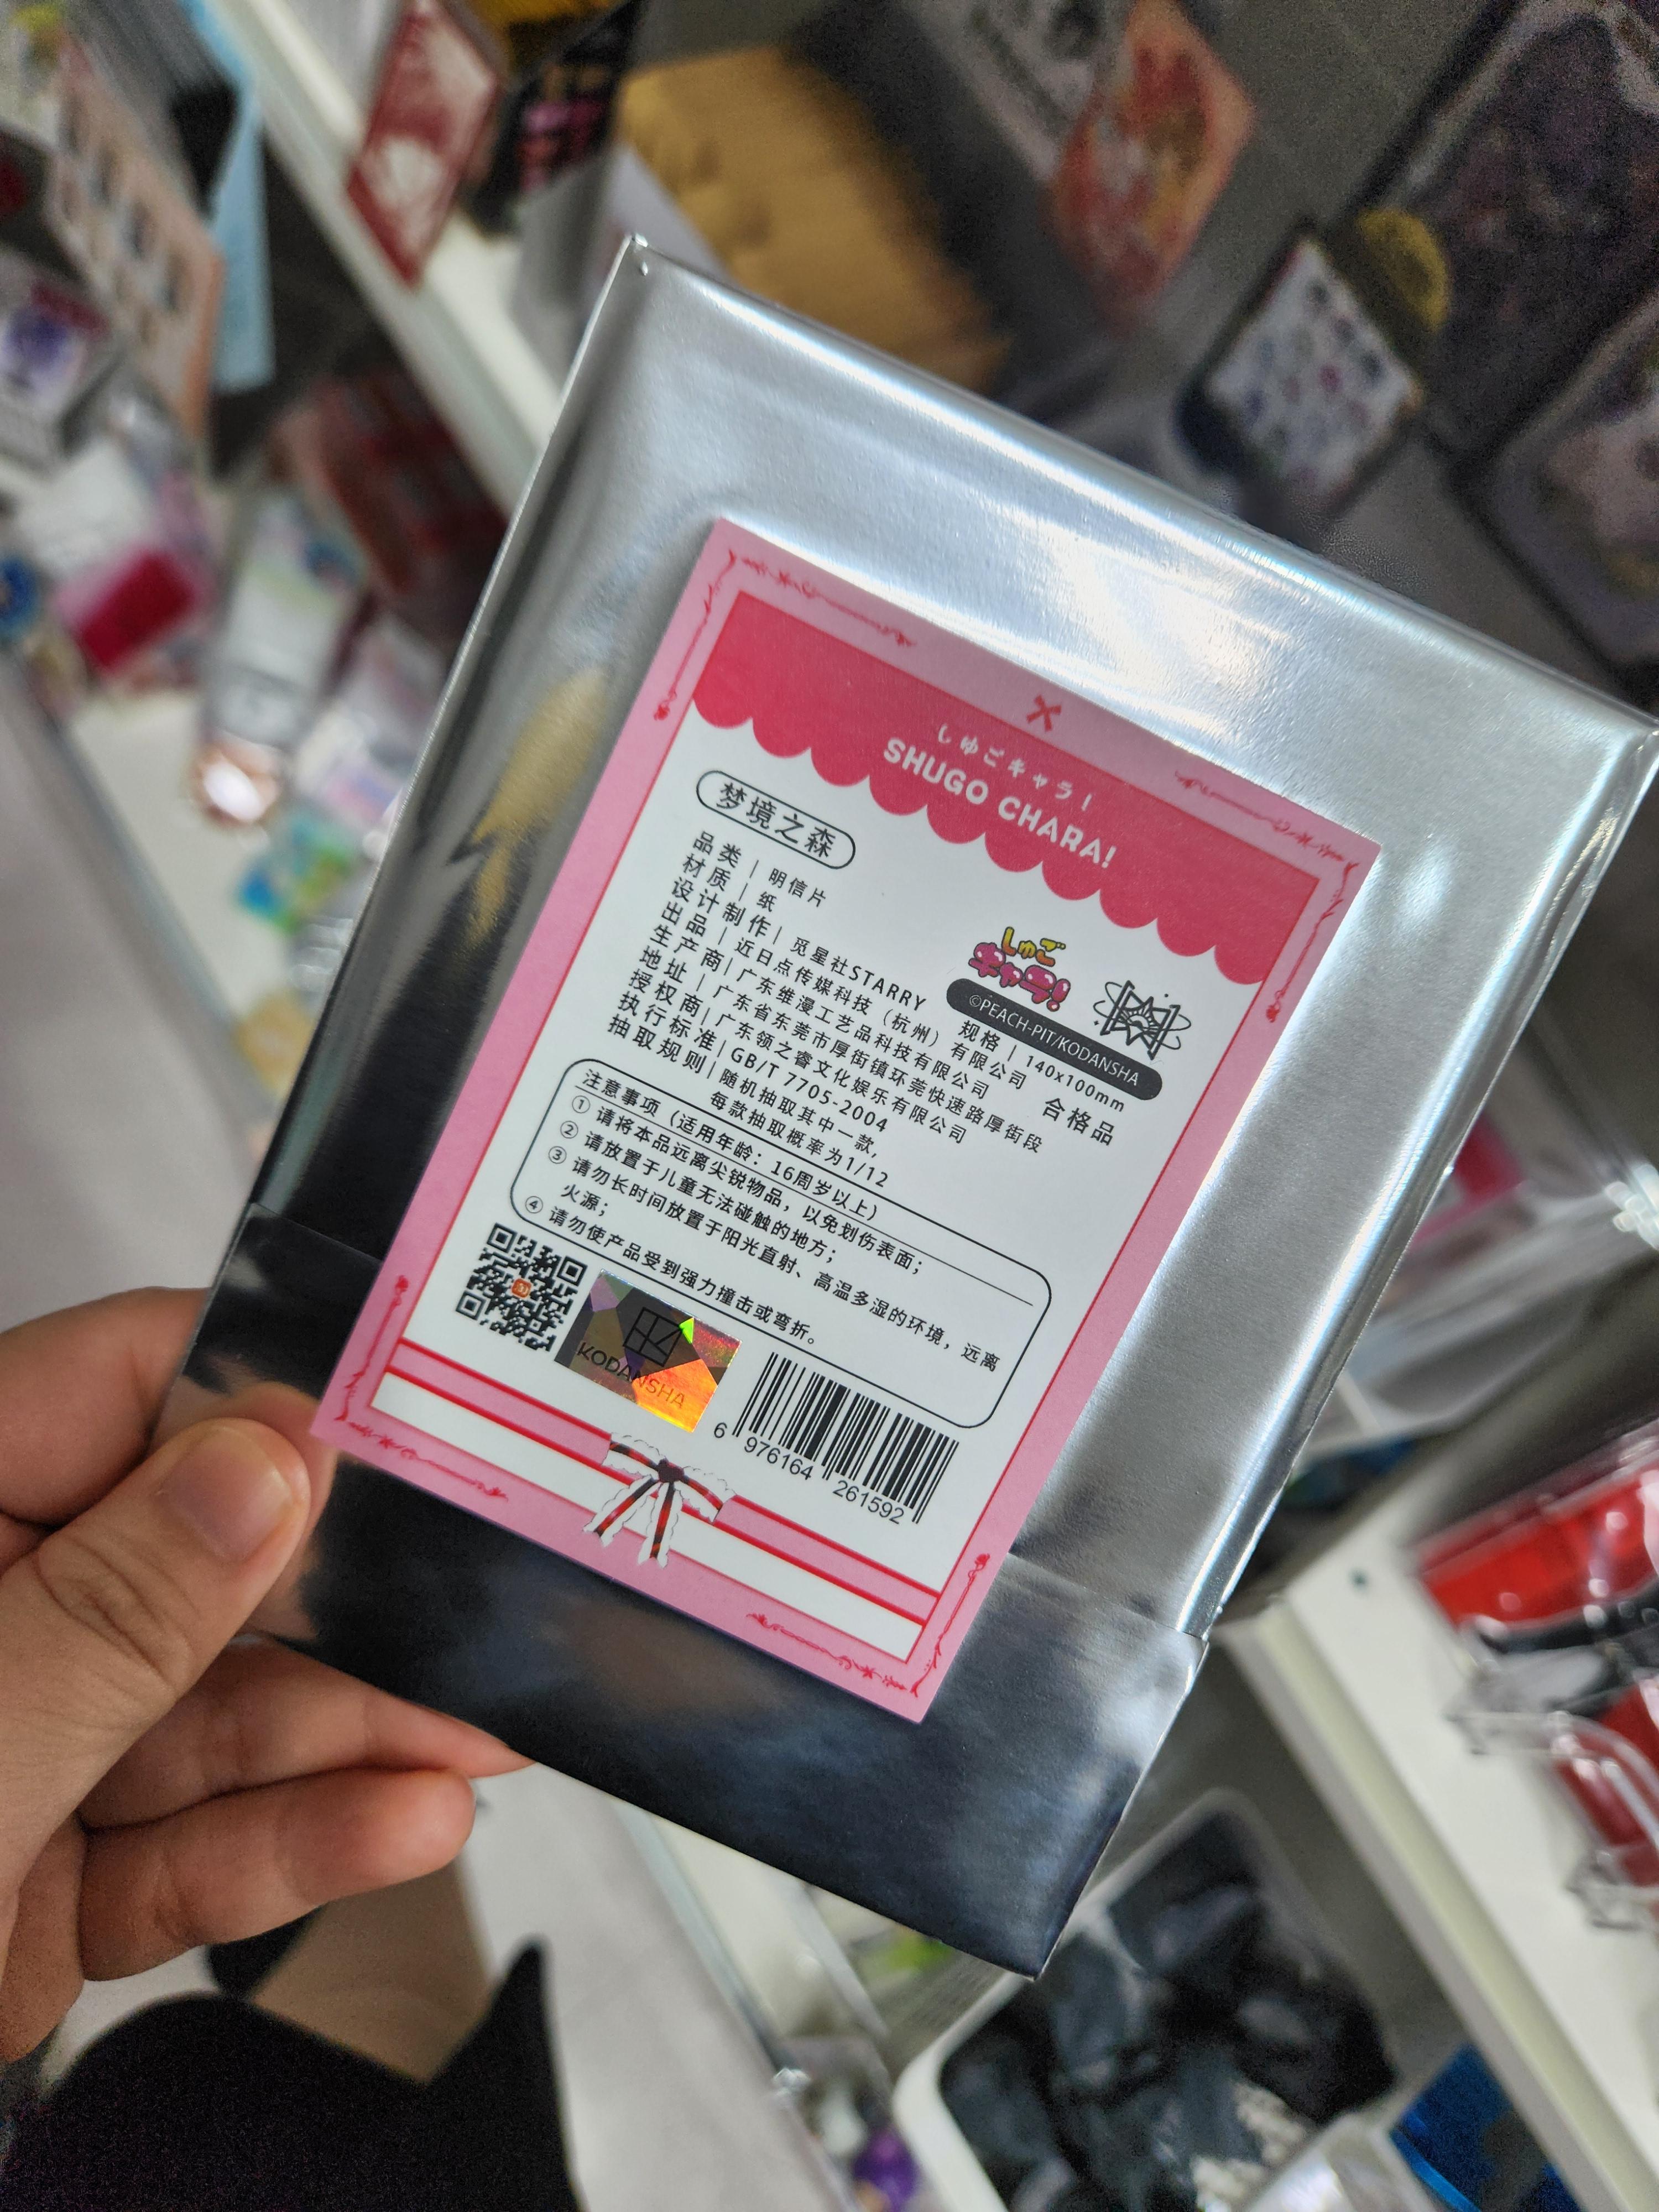 しゅごキャラ!
SHUGO CHARA!
梦境之森
しゅご
キャラ!
©PEACH-PIT/KODANSHA
品类 | 明信片
材质 | 纸
设计制作 | 觅星社STARRY
规格 | 140x100mm
出品 | 近日点传媒科技（杭州）有限公司
合格品
生产商 | 广东维漫工艺品科技有限公司
地址 | 广东省东莞市厚街镇环莞快速路厚街段
授权商 | 广东领之睿文化娱乐有限公司
执行标准 | GB/T 7705-2004
抽取规则 | 随机抽取其中一款，
每款抽取概率为1/12
注意事项（适用年龄：16周岁以上）
① 请将本品远离尖锐物品，以免划伤表面；
② 请放置于儿童无法碰触的地方；
③ 请勿长时间放置于阳光直射、高温多湿的环境，远离
火源；
④ 请勿使产品受到强力撞击或弯折。
KODANSHA
6 976164 261592